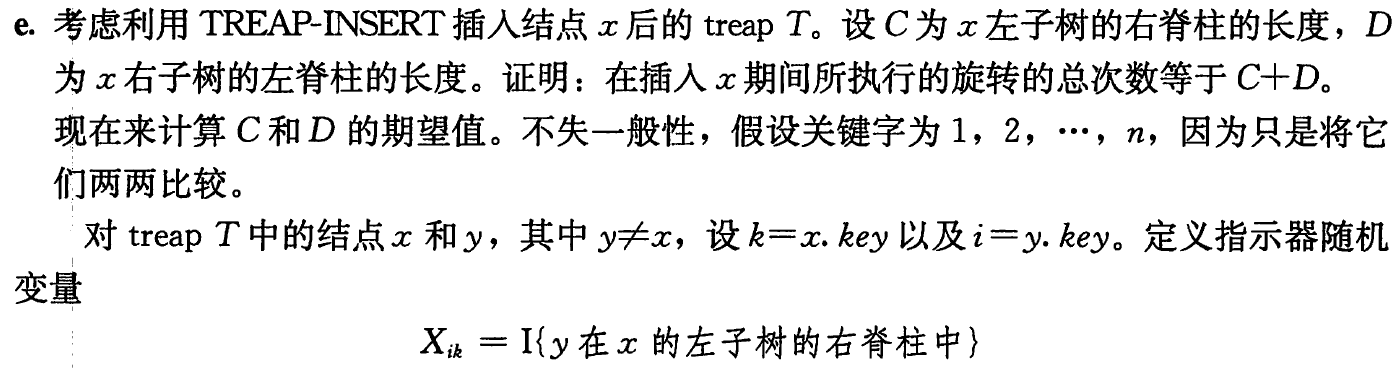 e. 考虑利用 TREAP-INSERT 插入结点 x 后的 treap T。设 C 为 x 左子树的右脊柱的长度，D
为 x 右子树的左脊柱的长度。证明：在插入 x 期间所执行的旋转的总次数等于 C+D。
现在来计算 C 和 D 的期望值。不失一般性，假设关键字为 1，2，…，n，因为只是将它
们两两比较。
对 treap T 中的结点 x 和 y，其中 y≠x，设 k=x.key 以及 i=y.key。定义指示器随机
变量
X_{ik} = I{y 在 x 的左子树的右脊柱中}